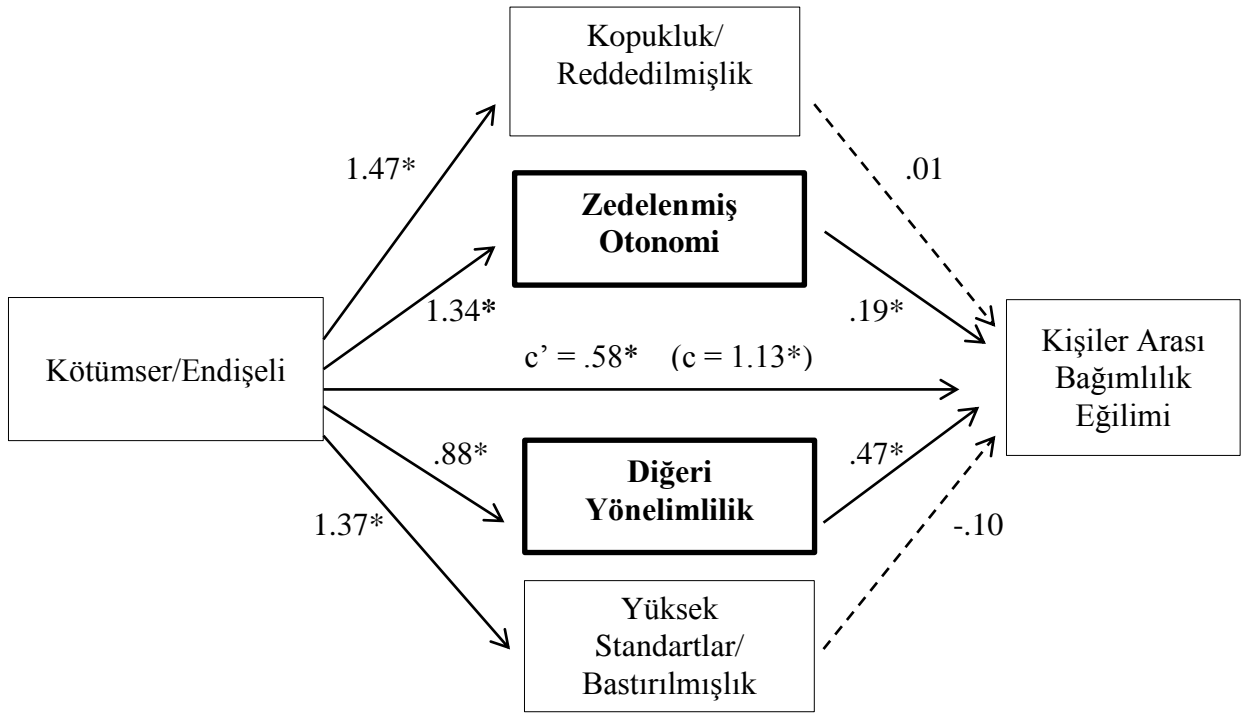 Kopukluk/
Reddedilmişlik
1.47*
.01
Zedelenmiş
Otonomi
1.34*
.19*
Kötümser/Endişeli
c’ = .58* (c = 1.13*)
Kişiler Arası
Bağımlılık
Eğilimi
.88*
Diğeri
Yönelimlilik
.47*
1.37*
-.10
Yüksek
Standartlar/
Bastırılmışlık